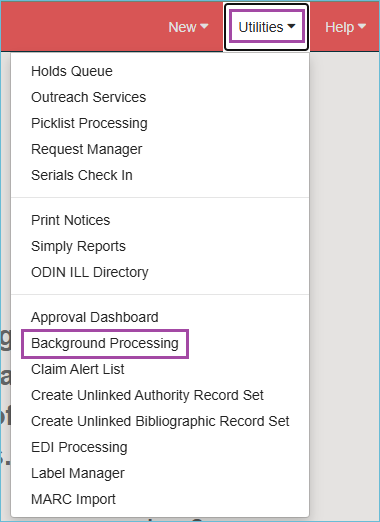 New Utilities Help
Holds Queue
Outreach Services
Picklist Processing
Request Manager
Serials Check In
Print Notices
Simply Reports
ODIN ILL Directory
Approval Dashboard
Background Processing
Claim Alert List
Create Unlinked Authority Record Set
Create Unlinked Bibliographic Record Set
EDI Processing
Label Manager
MARC Import